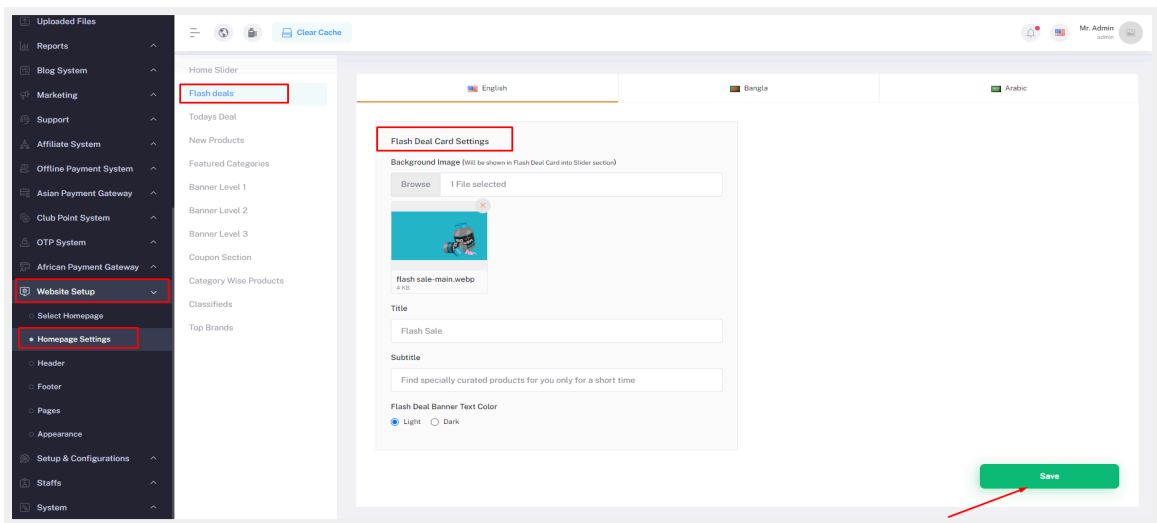 Uploaded Files
Reports
Blog System
Marketing
Support
Affiliate System
Offline Payment System
Asian Payment Gateway
Club Point System
OTP System
African Payment Gateway
Website Setup
Select Homepage
Homepage Settings
Header
Footer
Pages
Appearance
Setup & Configurations
Staffs
System
Clear Cache
Mr. Admin
admin
Home Slider
Flash deals
Todays Deal
New Products
Featured Categories
Banner Level 1
Banner Level 2
Banner Level 3
Coupon Section
Category Wise Products
Classifieds
Top Brands
English
Bangla
Arabic
Flash Deal Card Settings
Background Image (Will be shown in Flash Deal Card into Slider section)
Browse 1 File selected
flash sale-main.webp
4 KB
Title
Flash Sale
Subtitle
Find specially curated products for you only for a short time
Flash Deal Banner Text Color
Light Dark
Save